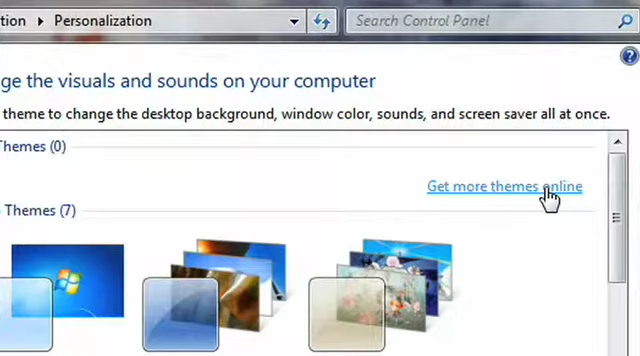 tion ▸ Personalization
Search Control Panel
ge the visuals and sounds on your computer
theme to change the desktop background, window color, sounds, and screen saver all at once.
Themes (0)
Get more themes online
Themes (7)